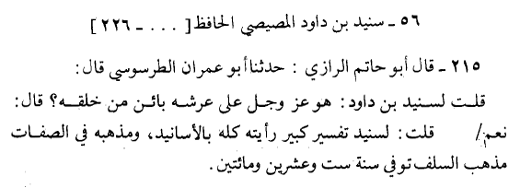 ٥٦ ـ سنيد بن داود المصيصي الحافظ [ . . . ـ ٢٢٦ ]
٢١٥ ـ قال أبو حاتم الرازي : حدثنا أبو عمران الطرسوسي قال :
قلت لسنيد بن داود : هو عز وجل على عرشه بائن من خلقه ؟ قال :
نعم / قلت : لسنيد تفسير كبير رأيته كله بالأسانيد ، ومذهبه في الصفات
مذهب السلف توفي سنة ست وعشرين ومائتين .